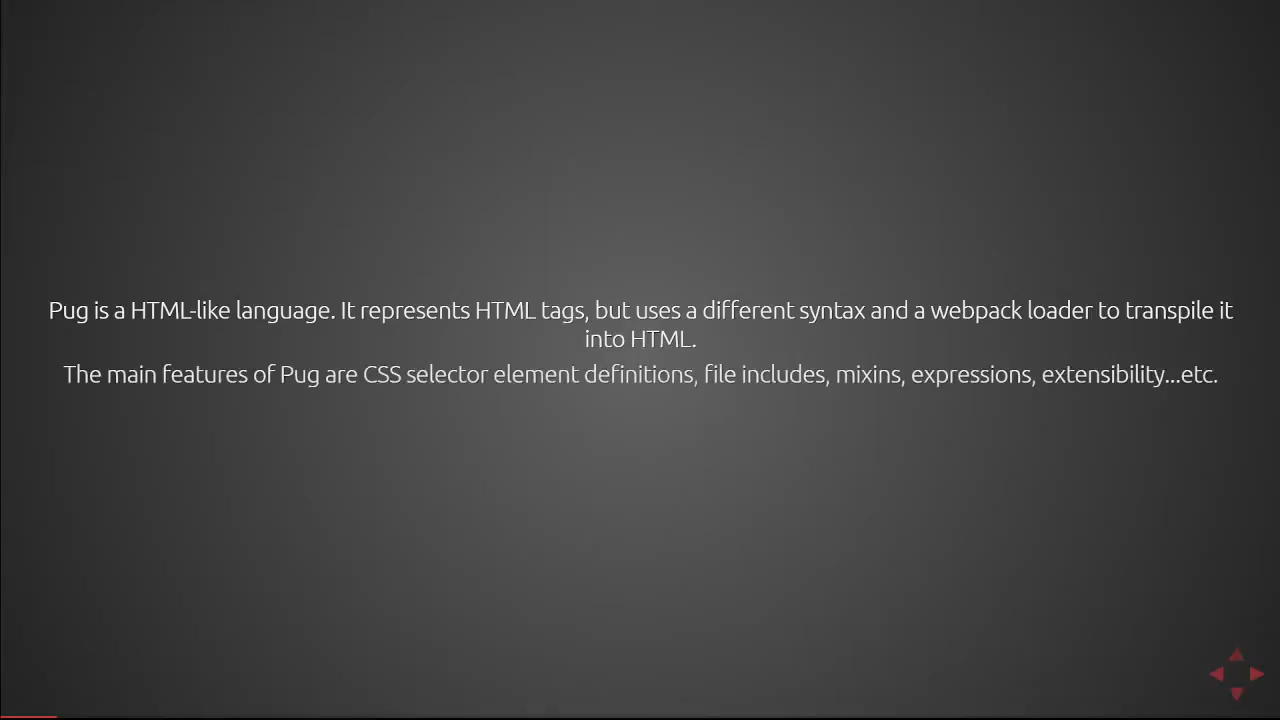 Pug is a HTML-like language. It represents HTML tags, but uses a different syntax and a webpack loader to transpile it
into HTML.
The main features of Pug are CSS selector element definitions, file includes, mixins, expressions, extensibility...etc.